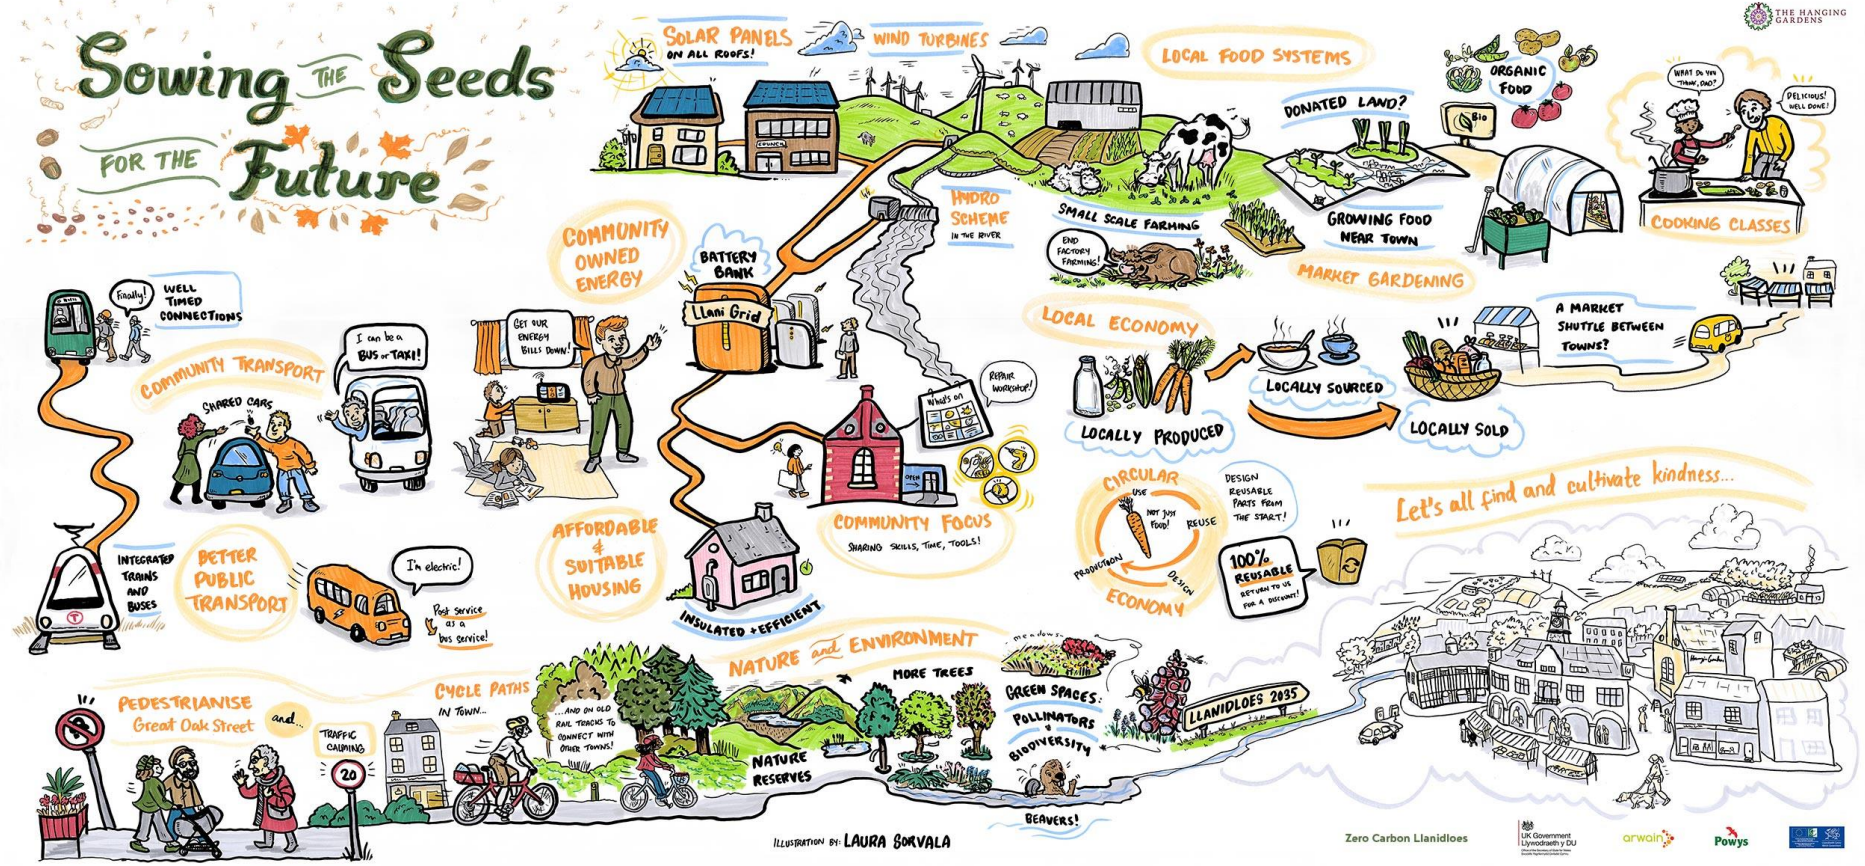 Sowing THE Seeds
FOR THE Future
SOLAR PANELS
ON ALL ROOFS!
WIND TURBINES
LOCAL FOOD SYSTEMS
THE HANGING
GARDENS
COUNCIL
DONATED LAND?
Bio
ORGANIC
FOOD
WHAT DO YOU
THINK, DAD?
DELICIOUS!
WELL DONE!
COOKING CLASSES
HYDRO
SCHEME
IN THE RIVER
SMALL SCALE FARMING
END
FACTORY
FARMING!
GROWING FOOD
NEAR TOWN
MARKET GARDENING
COMMUNITY
OWNED
ENERGY
BATTERY
BANK
LLani Grid
GET OUR
ENERGY
BILLS DOWN!
Finally!
WELL
TIMED
CONNECTIONS
COMMUNITY TRANSPORT
I can be a
BUS or TAXI!
SHARED CARS
LOCAL ECONOMY
LOCALLY PRODUCED
LOCALLY SOURCED
LOCALLY SOLD
A MARKET
SHUTTLE BETWEEN
TOWNS?
What's on
REPAIR
WORKSHOP!
OPEN
COMMUNITY FOCUS
SHARING SKILLS, TIME, TOOLS!
CIRCULAR
USE
NOT JUST
FOOD!
REUSE
PRODUCTION
DESIGN
ECONOMY
DESIGN
REUSABLE
PARTS FROM
THE START!
100%
REUSABLE
RETURN TO US
FOR A DISCOUNT!
Let's all find and cultivate kindness...
INTEGRATED
TRAINS
AND
BUSES
T
BETTER
PUBLIC
TRANSPORT
I'm electric!
Post service
as a
bus service!
AFFORDABLE
&
SUITABLE
HOUSING
INSULATED + EFFICIENT
PEDESTRIANISE
Great Oak Street
and...
TRAFFIC
CALMING
20
CYCLE PATHS
IN TOWN...
...AND ON OLD
RAIL TRACKS TO
CONNECT WITH
OTHER TOWNS!
NATURE and ENVIRONMENT
NATURE
RESERVES
MORE TREES
meadows
GREEN SPACES:
POLLINATORS
+
BIODIVERSITY
BEAVERS!
LLANIDLOES 2035
ILLUSTRATION BY: LAURA SORVALA
Zero Carbon Llanidloes
UK Government
Llywodraeth y DU
arwain
Powys